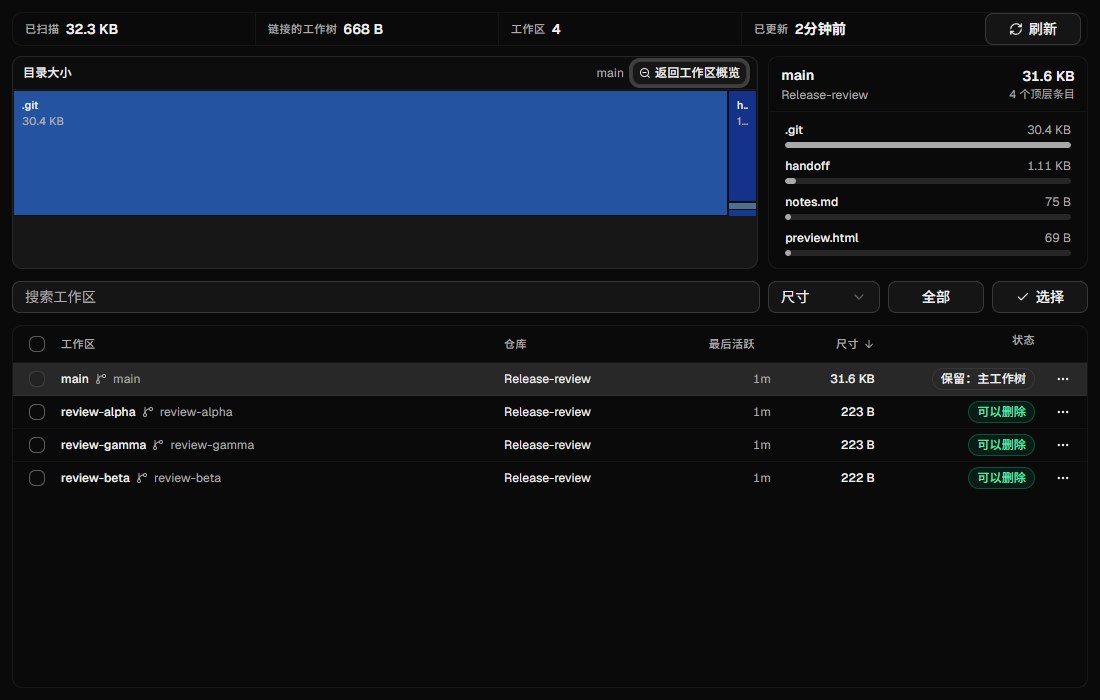 已扫描 32.3 KB 链接的工作树 668 B 工作区 4 已更新 2分钟前 刷新
目录大小 main 返回工作区概览
.git h..
30.4 KB 1...
main 31.6 KB
Release-review 4 个顶层条目
.git 30.4 KB
handoff 1.11 KB
notes.md 75 B
preview.html 69 B
搜索工作区 尺寸 全部 选择
工作区 仓库 最后活跃 尺寸 状态
main main Release-review 1m 31.6 KB 保留：主工作树
review-alpha review-alpha Release-review 1m 223 B 可以删除
review-gamma review-gamma Release-review 1m 223 B 可以删除
review-beta review-beta Release-review 1m 222 B 可以删除